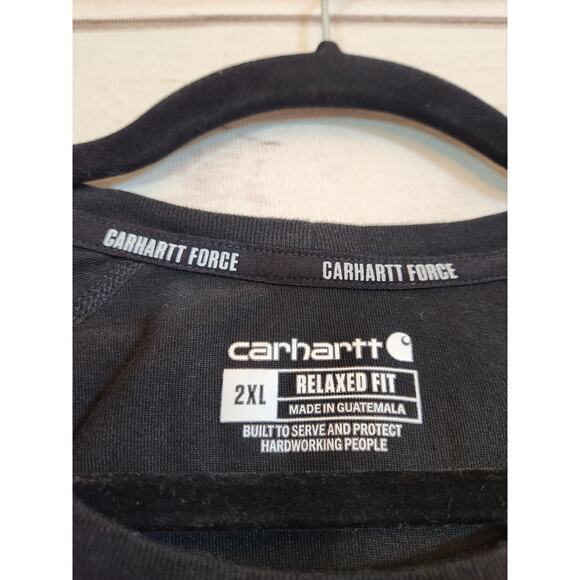 CARHARTT FORCE CARHARTT FORCE
carhartt
2XL RELAXED FIT
MADE IN GUATEMALA
BUILT TO SERVE AND PROTECT
HARDWORKING PEOPLE